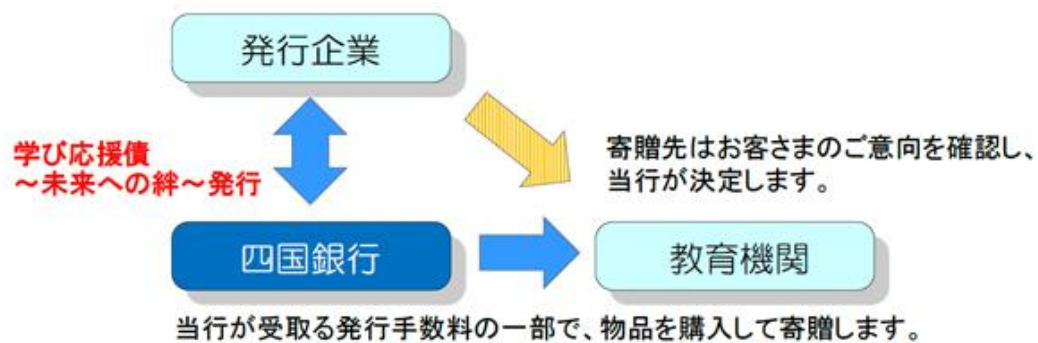 発行企業
学び応援債
～未来への絆～発行
寄贈先はお客さまのご意向を確認し、
当行が決定します。
四国銀行
教育機関
当行が受取る発行手数料の一部で、物品を購入して寄贈します。